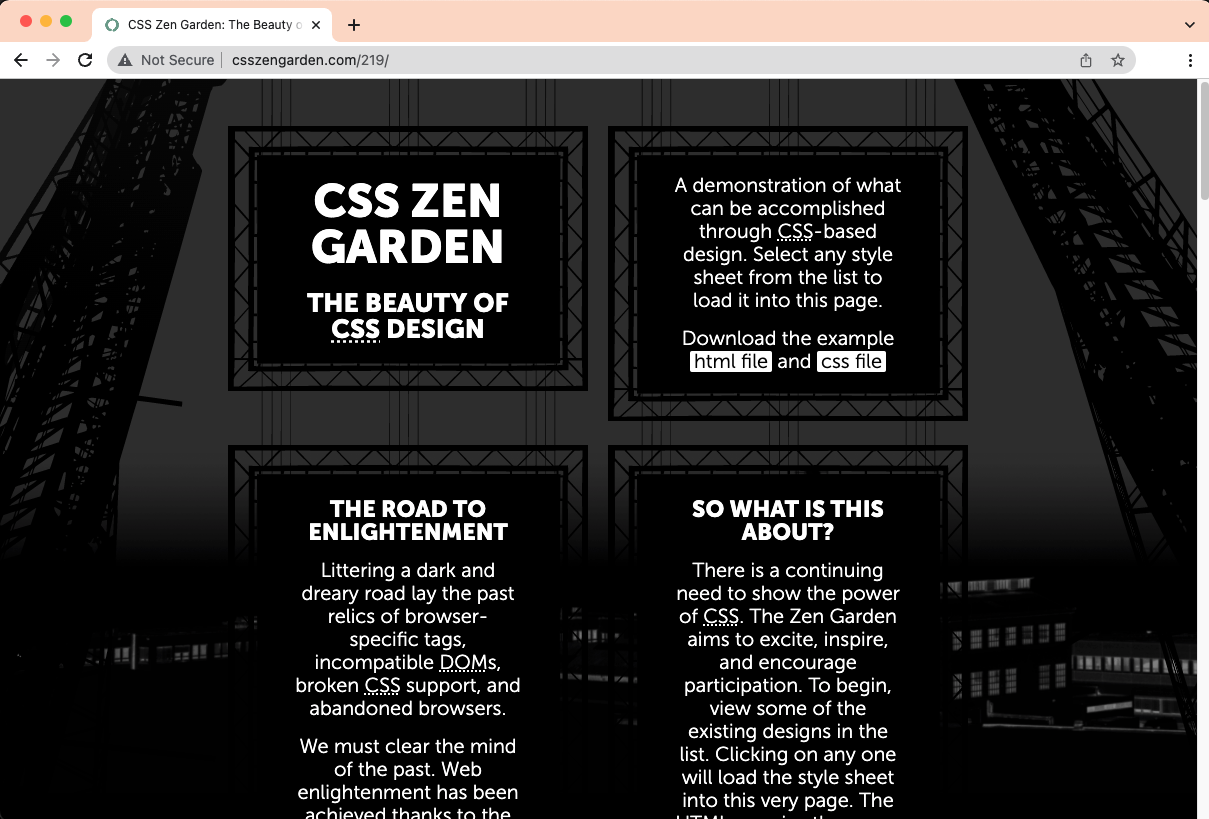 CSS Zen Garden: The Beauty o
Not Secure
csszengarden.com/219/
CSS ZEN
GARDEN
THE BEAUTY OF
CSS DESIGN
A demonstration of what
can be accomplished
through CSS-based
design. Select any style
sheet from the list to
load it into this page.
Download the example
html file and css file
THE ROAD TO
ENLIGHTENMENT
Littering a dark and
dreary road lay the past
relics of browser-
specific tags,
incompatible DOMs,
broken CSS support, and
abandoned browsers.
We must clear the mind
of the past. Web
enlightenment has been
achieved thanks to the
SO WHAT IS THIS
ABOUT?
There is a continuing
need to show the power
of CSS. The Zen Garden
aims to excite, inspire,
and encourage
participation. To begin,
view some of the
existing designs in the
list. Clicking on any one
will load the style sheet
into this very page. The